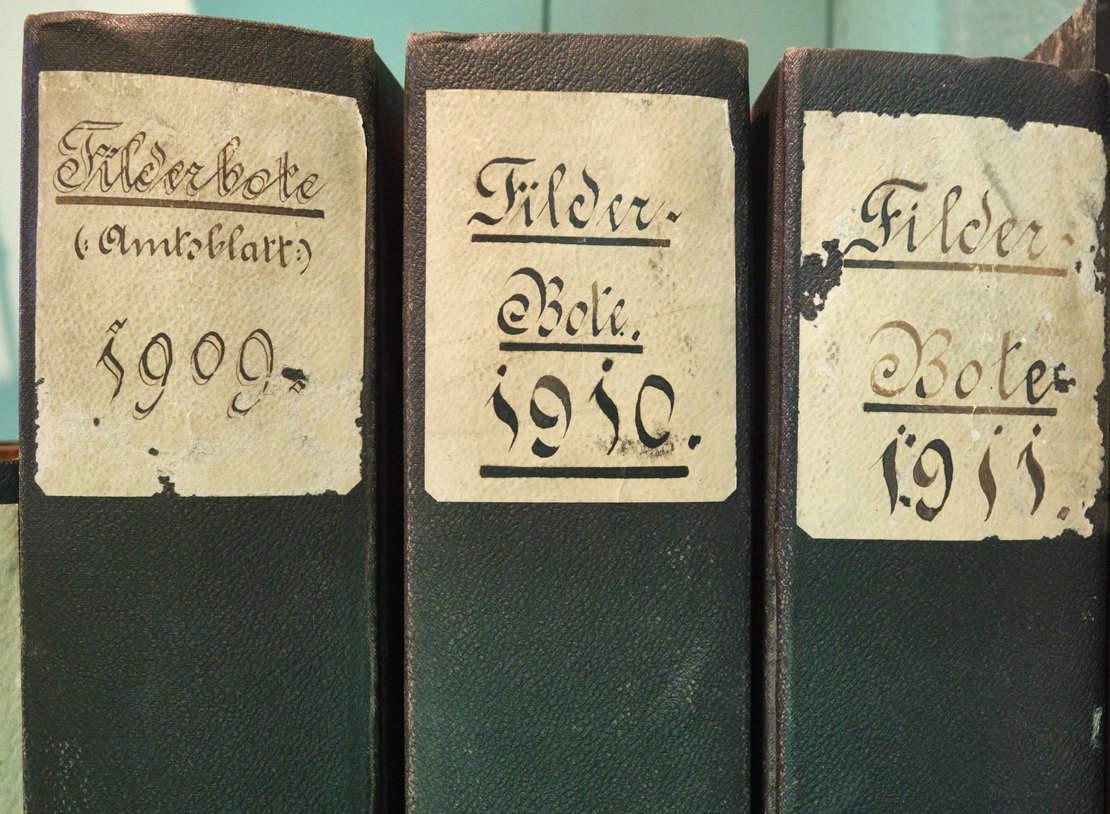 Filderbote
(: Amtsblatt :)
1909.
Filder-
Bote.
1910.
Filder-
Bote.
1911.